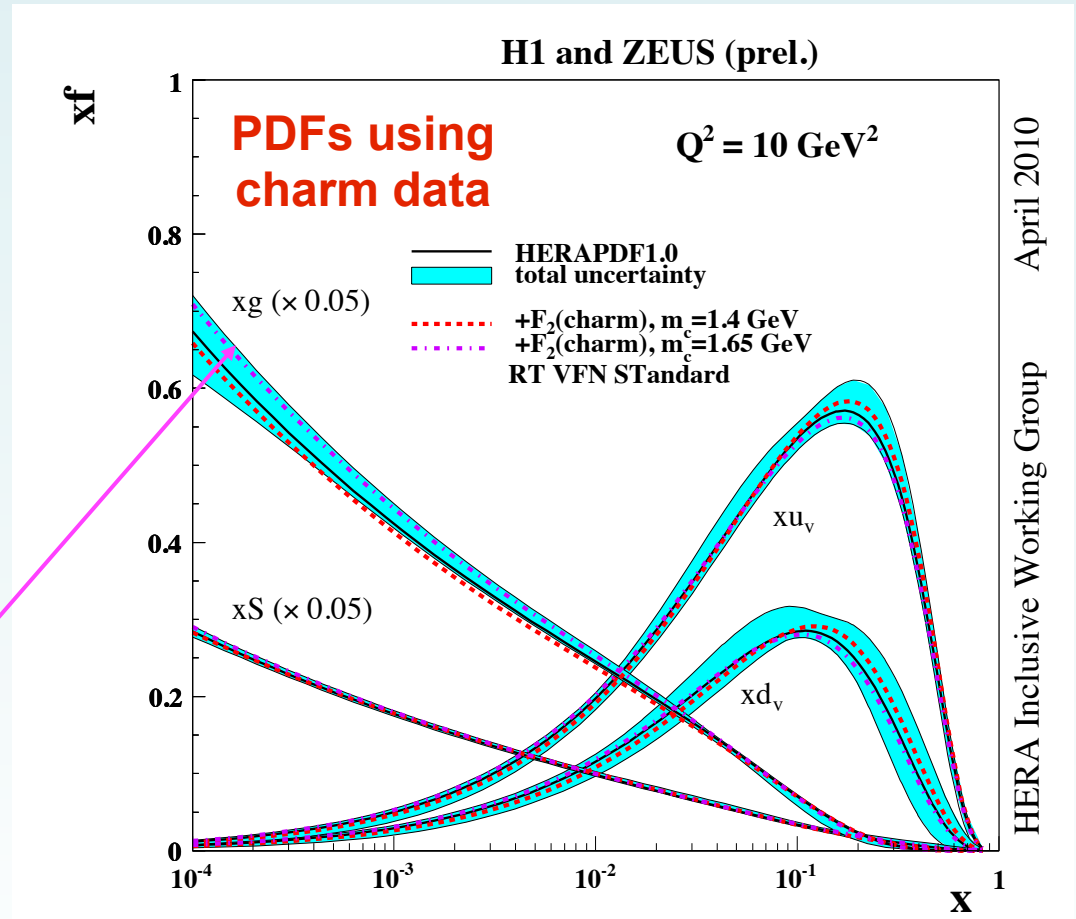 H1 and ZEUS (prel.)
xf
1
0.8
0.6
0.4
0.2
0
PDFs using
charm data
Q² = 10 GeV²
HERAPDF1.0
total uncertainty
+F₂(charm), m_c=1.4 GeV
+F₂(charm), m_c=1.65 GeV
RT VFN STandard
xg (× 0.05)
xS (× 0.05)
xuᵥ
xdᵥ
10⁻⁴ 10⁻³ 10⁻² 10⁻¹ 1
x
April 2010
HERA Inclusive Working Group